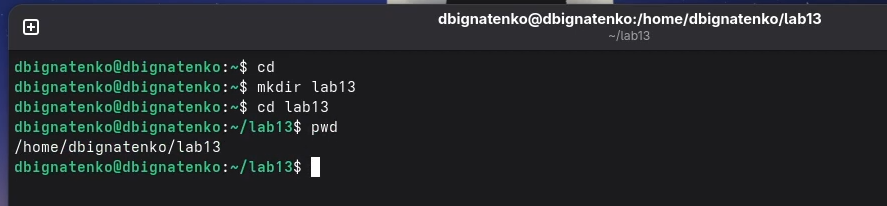 dbignatenko@dbignatenko:/home/dbignatenko/lab13
~/lab13
dbignatenko@dbignatenko:~$ cd
dbignatenko@dbignatenko:~$ mkdir lab13
dbignatenko@dbignatenko:~$ cd lab13
dbignatenko@dbignatenko:~/lab13$ pwd
/home/dbignatenko/lab13
dbignatenko@dbignatenko:~/lab13$